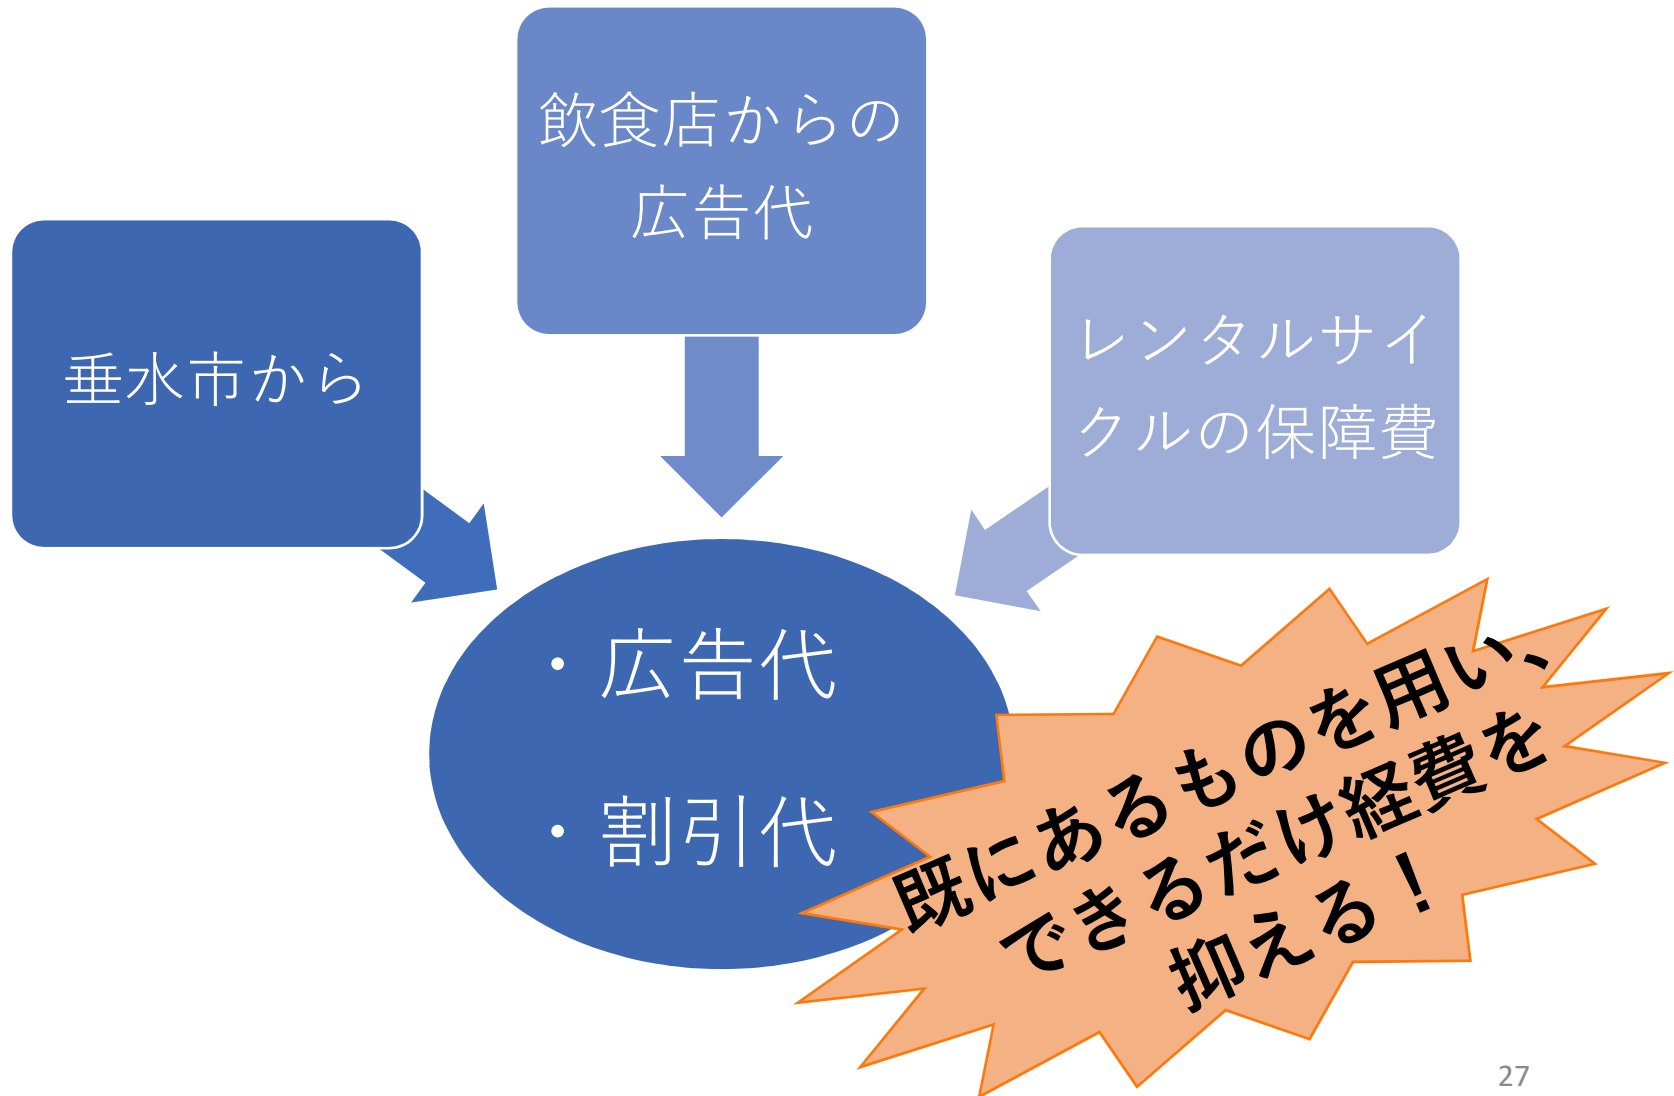 飲食店からの
広告代
垂水市から
レンタルサイ
クルの保障費
• 広告代
• 割引代
既にあるものを用い、
できるだけ経費を
抑える！
27